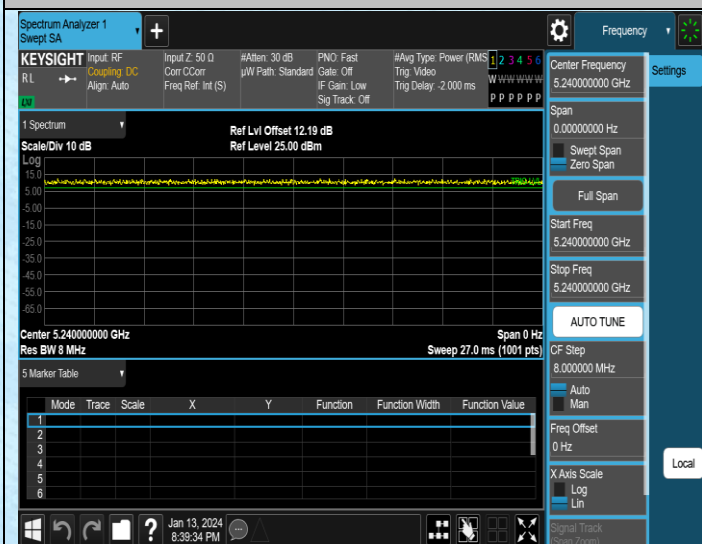 Spectrum Analyzer 1
Swept SA
Frequency
KEYSIGHT
RL
LXI
Input: RF
Coupling: DC
Align: Auto
Input Z: 50 Ω
Corr CCorr
Freq Ref: Int (S)
#Atten: 30 dB
µW Path: Standard
PNO: Fast
Gate: Off
IF Gain: Low
Sig Track: Off
#Avg Type: Power (RMS
Trig: Video
Trig Delay: -2.000 ms
1 2 3 4 5 6
W W W W W W
P P P P P P
Center Frequency
5.240000000 GHz
Settings
Span
0.00000000 Hz
Swept Span
Zero Span
Full Span
Start Freq
5.240000000 GHz
Stop Freq
5.240000000 GHz
AUTO TUNE
CF Step
8.000000 MHz
Auto
Man
Freq Offset
0 Hz
X Axis Scale
Log
Lin
Signal Track
(Span Zoom)
Local
1 Spectrum
Scale/Div 10 dB
Ref Lvl Offset 12.19 dB
Ref Level 25.00 dBm
Log
15.0
5.00
-5.00
-15.0
-25.0
-35.0
-45.0
-55.0
-65.0
Center 5.240000000 GHz
Res BW 8 MHz
Span 0 Hz
Sweep 27.0 ms (1001 pts)
5 Marker Table
Mode Trace Scale X Y Function Function Width Function Value
1
2
3
4
5
6
?
Jan 13, 2024
8:39:34 PM